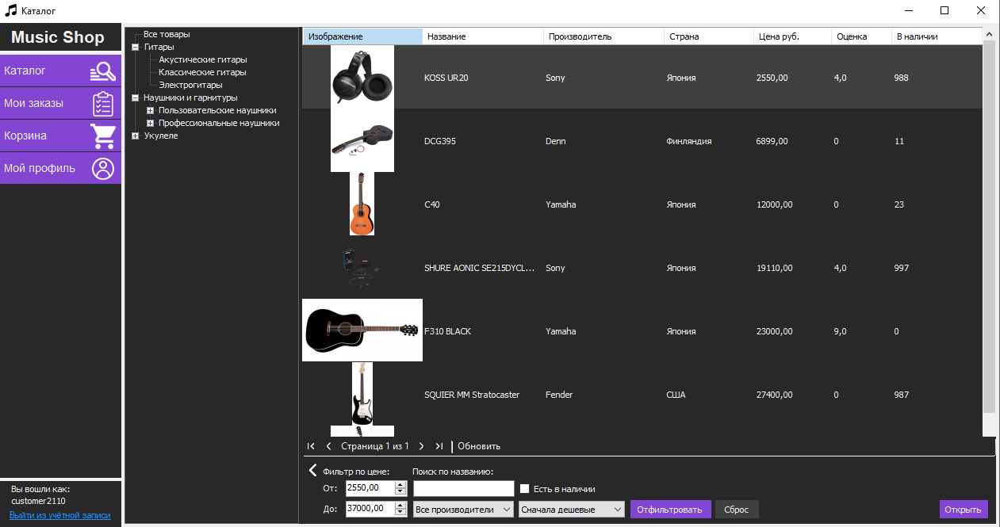 Каталог
Music Shop
Каталог
Мои заказы
Корзина
Мой профиль
Вы вошли как:
customer2110
Выйти из учётной записи
Все товары
Гитары
Акустические гитары
Классические гитары
Электрогитары
Наушники и гарнитуры
Пользовательские наушники
Профессиональные наушники
Укулеле
Изображение Название Производитель Страна Цена руб. Оценка В наличии
KOSS UR20 Sony Япония 2550,00 4,0 988
DCG395 Denn Финляндия 6899,00 0 11
C40 Yamaha Япония 12000,00 0 23
SHURE AONIC SE215DYCL... Sony Япония 19110,00 4,0 997
F310 BLACK Yamaha Япония 23000,00 9,0 0
SQUIER MM Stratocaster Fender США 27400,00 0 987
Страница 1 из 1 Обновить
Фильтр по цене: Поиск по названию:
От: 2550,00 Есть в наличии
До: 37000,00 Все производители Сначала дешевые Отфильтровать Сброс Открыть